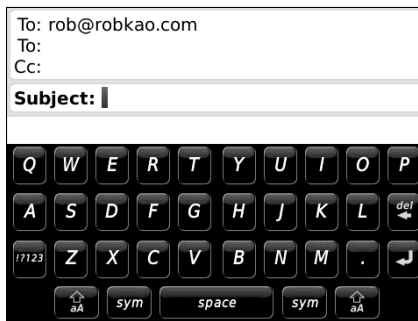 To: rob@robkao.com
To:
Cc:
Subject:
Q W E R T Y U I O P
A S D F G H J K L del
!?123 Z X C V B N M .
aA sym space sym aA